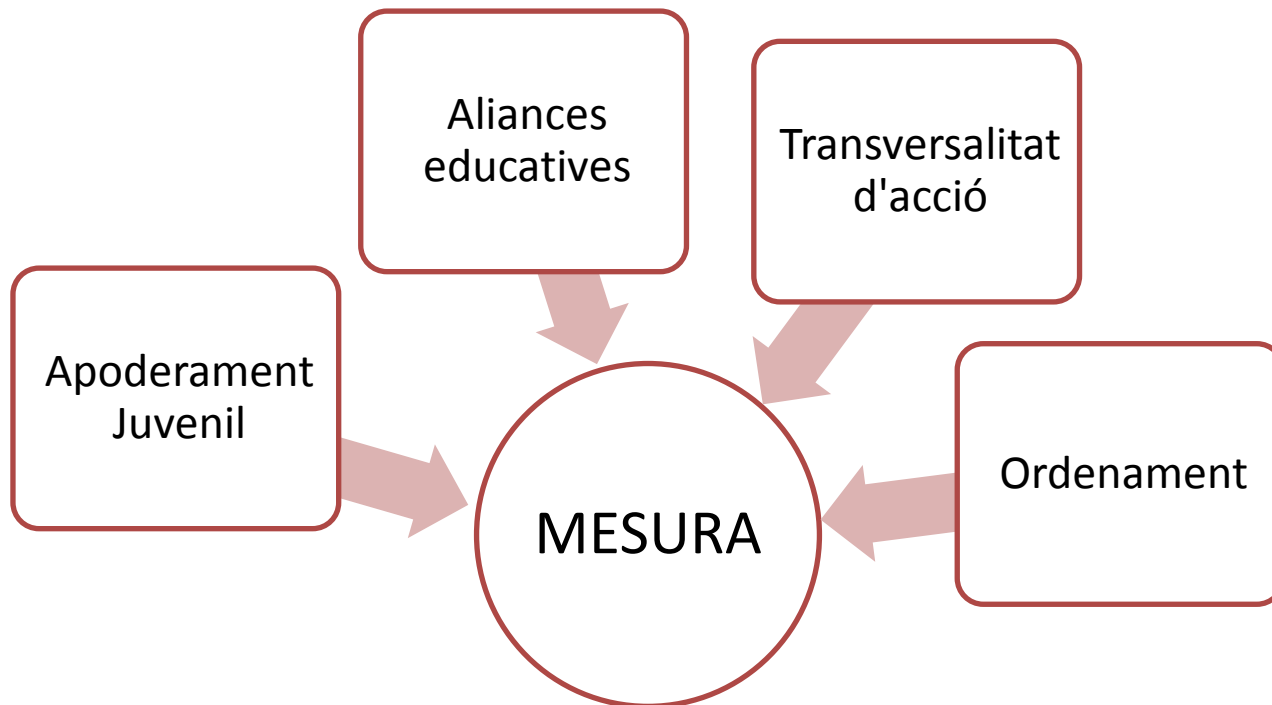 Aliances
educatives
Transversalitat
d'acció
Apoderament
Juvenil
Ordenament
MESURA